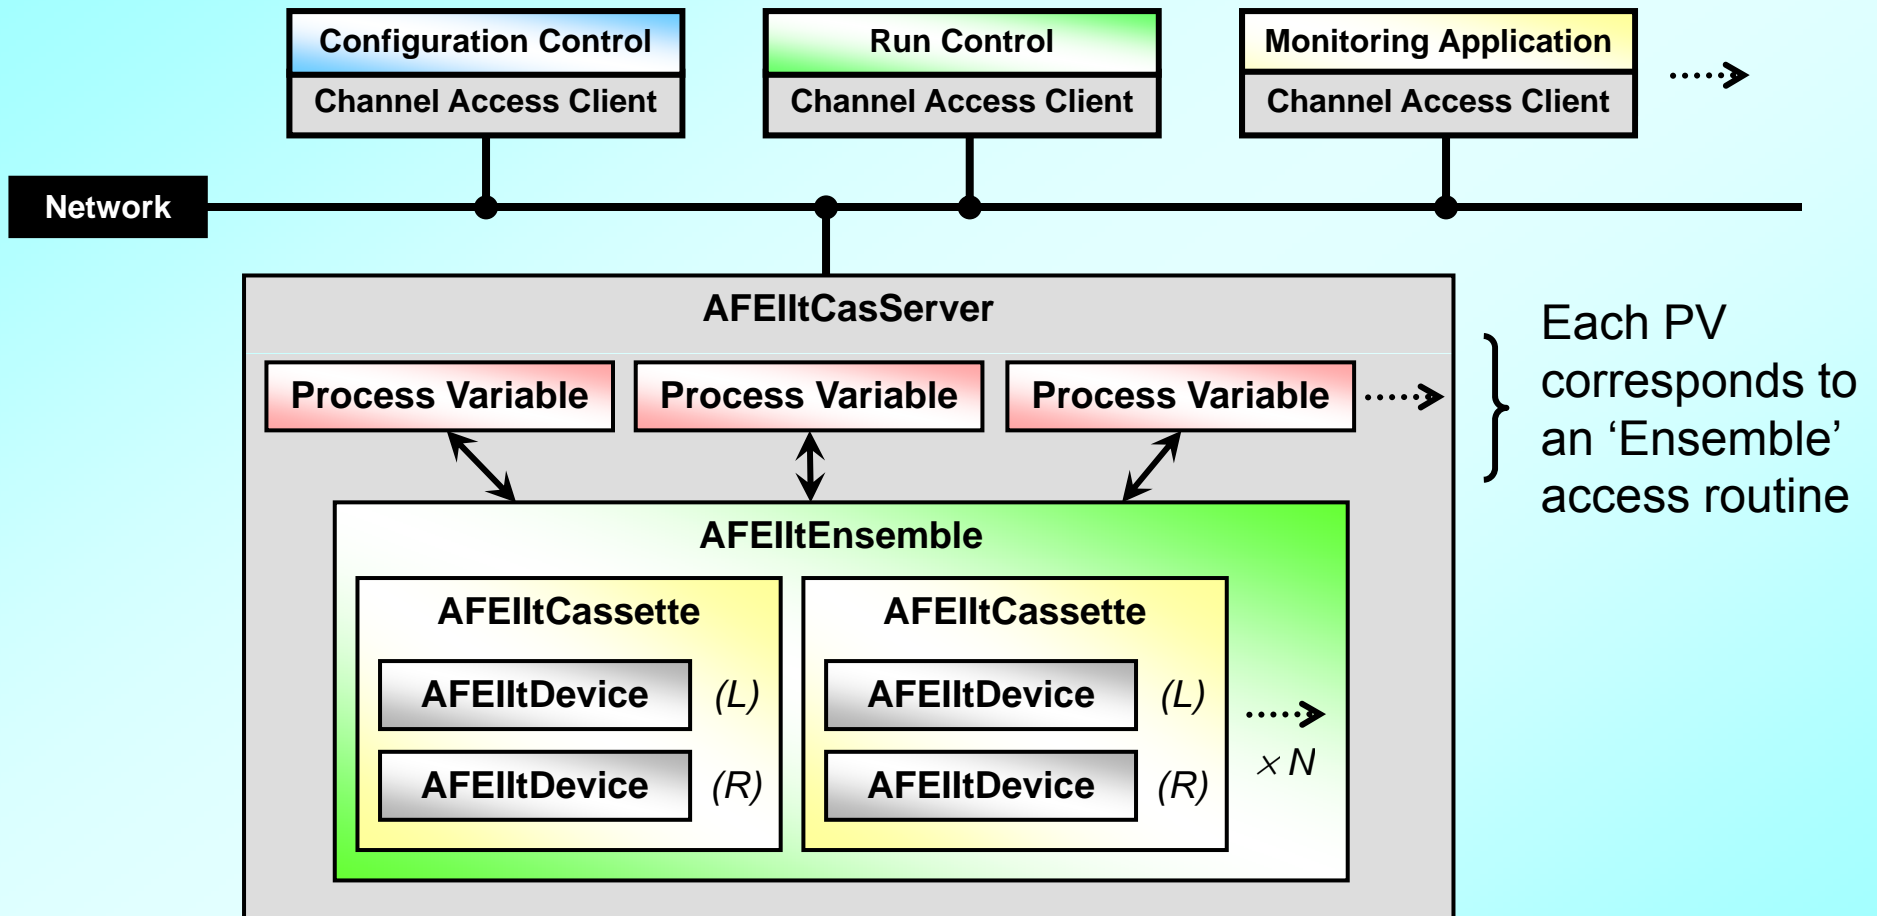 Configuration Control
Channel Access Client
Run Control
Channel Access Client
Monitoring Application
Channel Access Client
Network
AFEIItCasServer
Process Variable
Process Variable
Process Variable
Each PV
corresponds to
an ‘Ensemble’
access routine
AFEIItEnsemble
AFEIItCassette
AFEIItDevice (L)
AFEIItDevice (R)
AFEIItCassette
AFEIItDevice (L)
AFEIItDevice (R)
× N